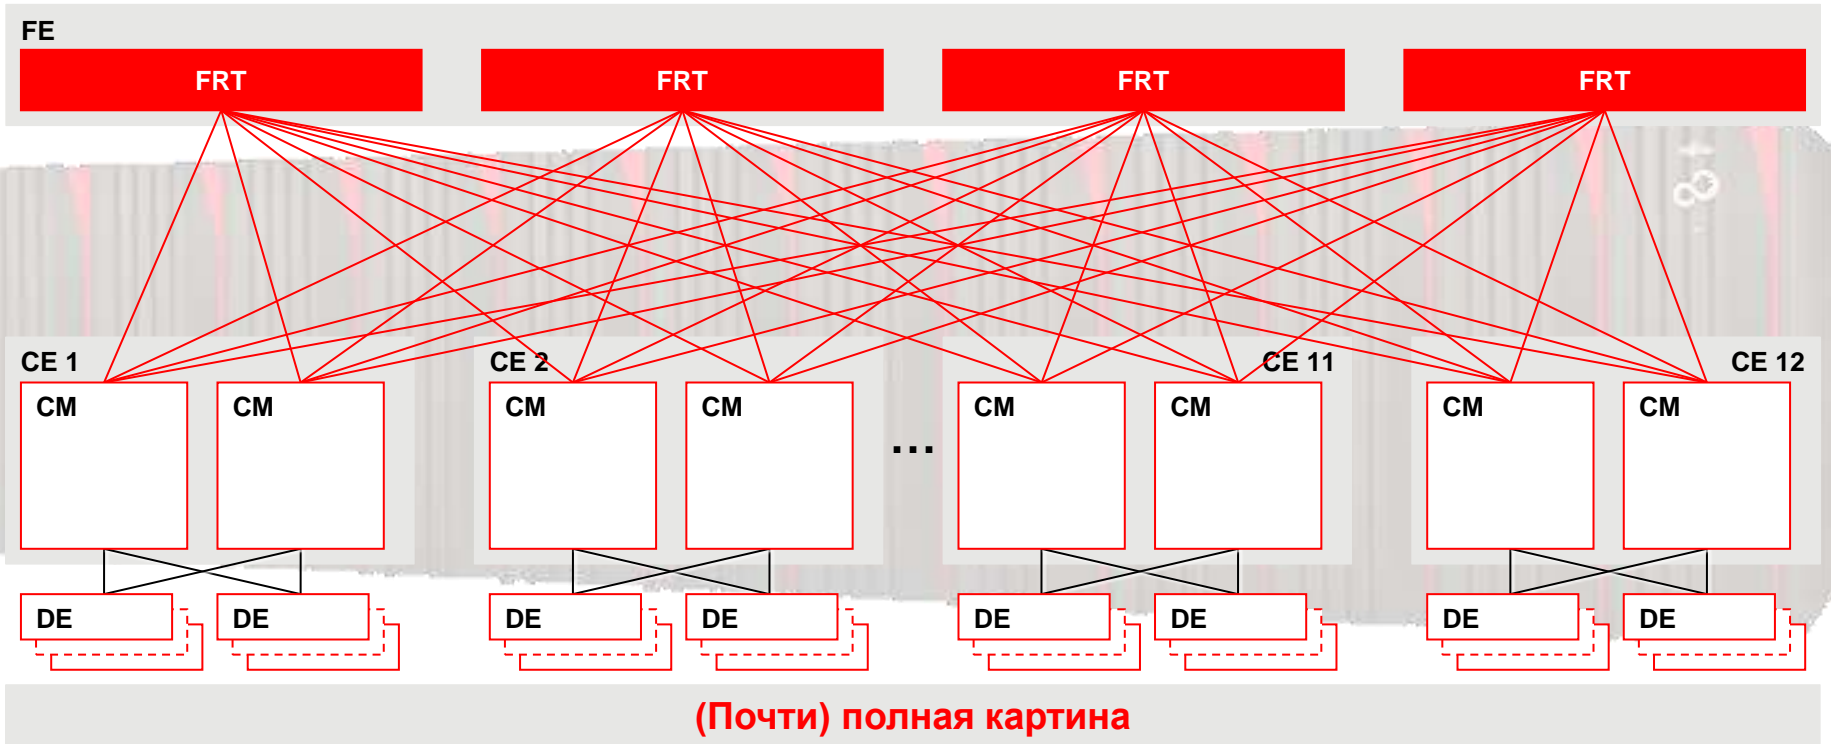 FE
FRT FRT FRT FRT
CE 1 CE 2 CE 11 CE 12
CM CM CM CM CM CM CM CM
...
DE DE DE DE DE DE DE DE
(Почти) полная картина